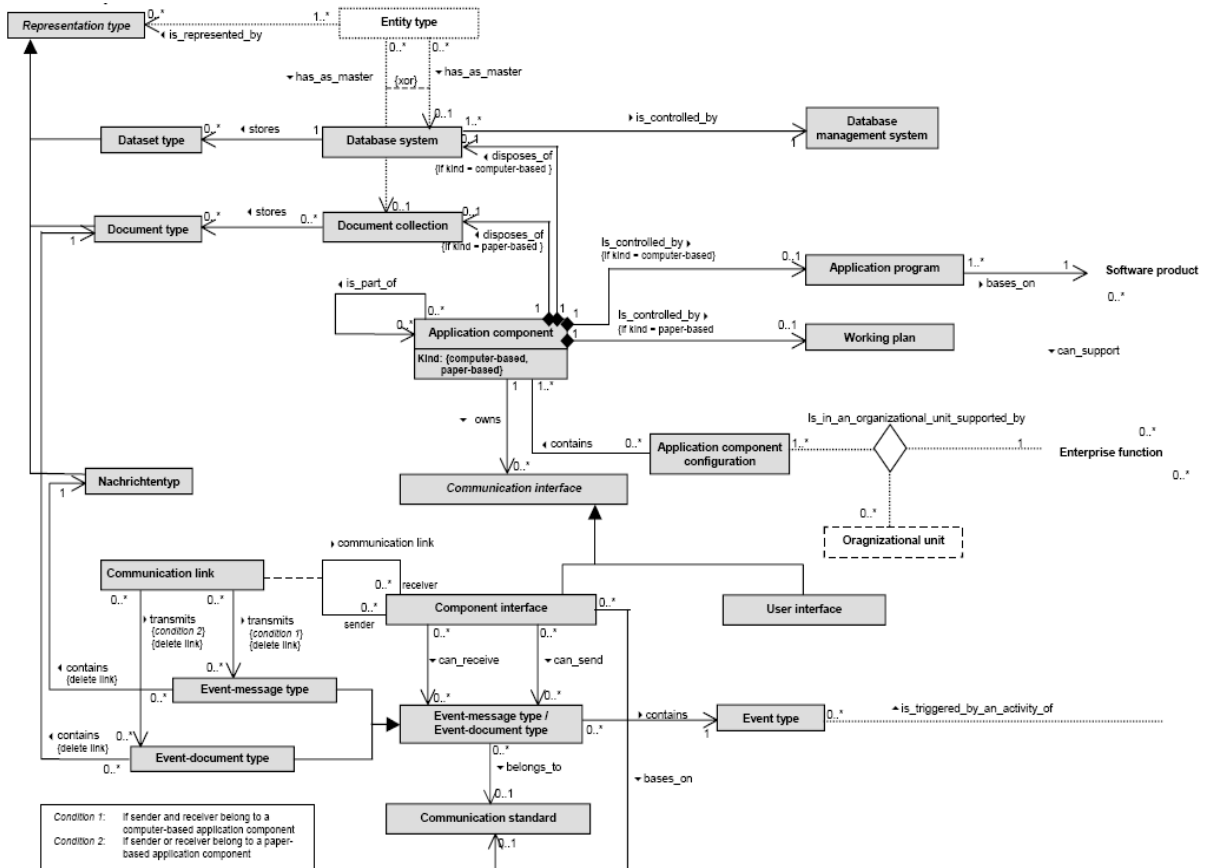 Representation type
0..*
1..*
Entity type
◂ is_represented_by
0..*
0..*
▾has_as_master
{xor}
▾ has_as_master
0..1
1..*
▸is_controlled_by
Database
management system
1
Dataset type
0..*
◂ stores
1
Database system
0..1
◂ disposes_of
{if kind = computer-based }
Document type
1
0..*
◂ stores
0..*
Document collection
0..1
0..1
◂ disposes_of
{if kind = paper-based }
Is_controlled_by ▸
{if kind = computer-based}
0..1
Application program
1..*
1
▸bases_on
Software product
0..*
◂ is_part_of
0..*
0..*
1
1
1
1
Application component
Kind: {computer-based,
paper-based}
Is_controlled_by ▸
{if kind = paper-based
0..1
Working plan
▾can_support
1
1..*
▾ owns
◂ contains
0..*
Application component
configuration
1..*
Is_in_an_organizational_unit_supported_by
1
0..*
Enterprise function
0..*
0..*
Oragnizational unit
Nachrichtentyp
1
0..*
Communication interface
▸communication link
Communication link
0..*
0..*
0..*
receiver
0..*
sender
Component interface
0..*
0..*
0..*
User interface
▸transmits
{condition 2}
{delete link}
▸transmits
{condition 1}
{delete link}
▾can_receive
▾can_send
◂ contains
{delete link}
0..*
0..*
Event-message type
0..*
0..*
Event-message type /
Event-document type
0..*
▸contains
1
Event type
0..*
▴is_triggered_by_an_activity_of
◂ contains
{delete link}
0..*
0..*
Event-document type
0..*
▾belongs_to
▾bases_on
0..1
Communication standard
0..1
Condition 1: If sender and receiver belong to a
computer-based application component
Condition 2: If sender or receiver belong to a paper-
based application component